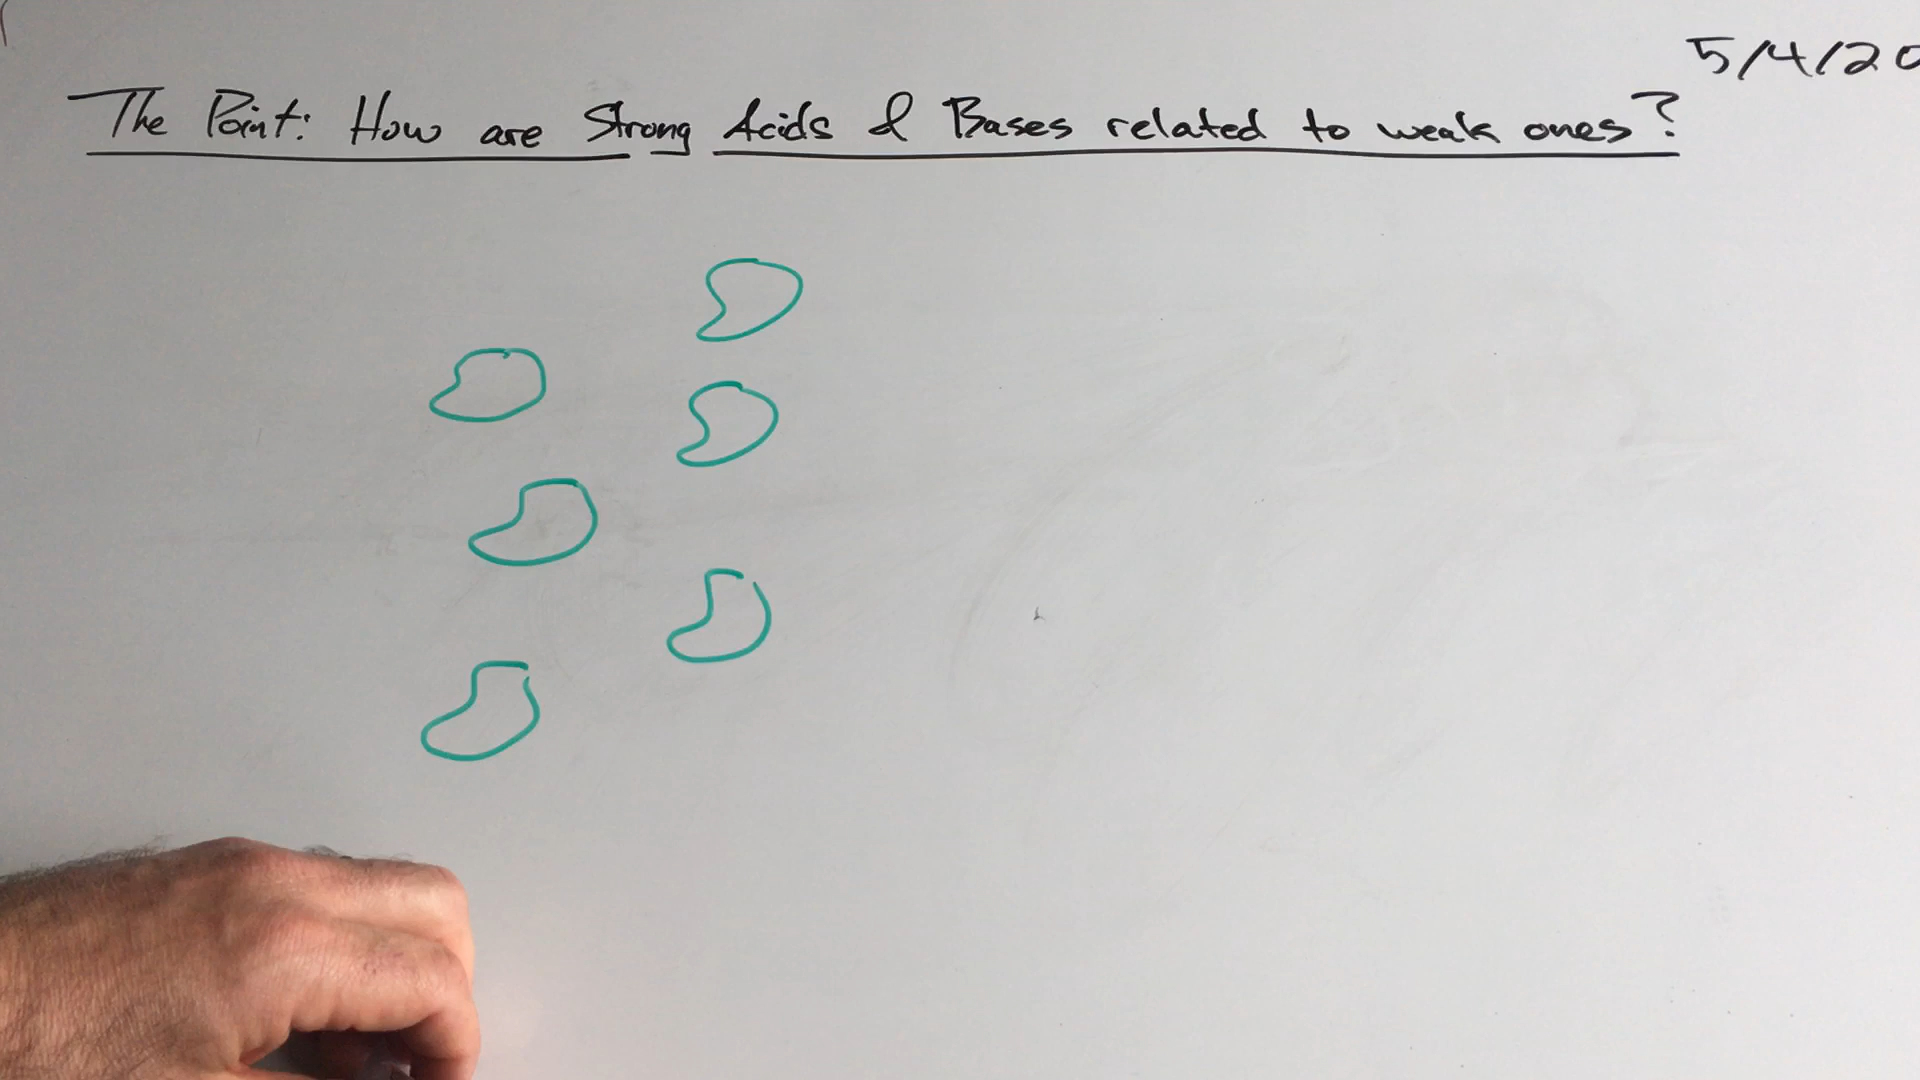 5/4/20
The Point: How are Strong Acids & Bases related to weak ones?